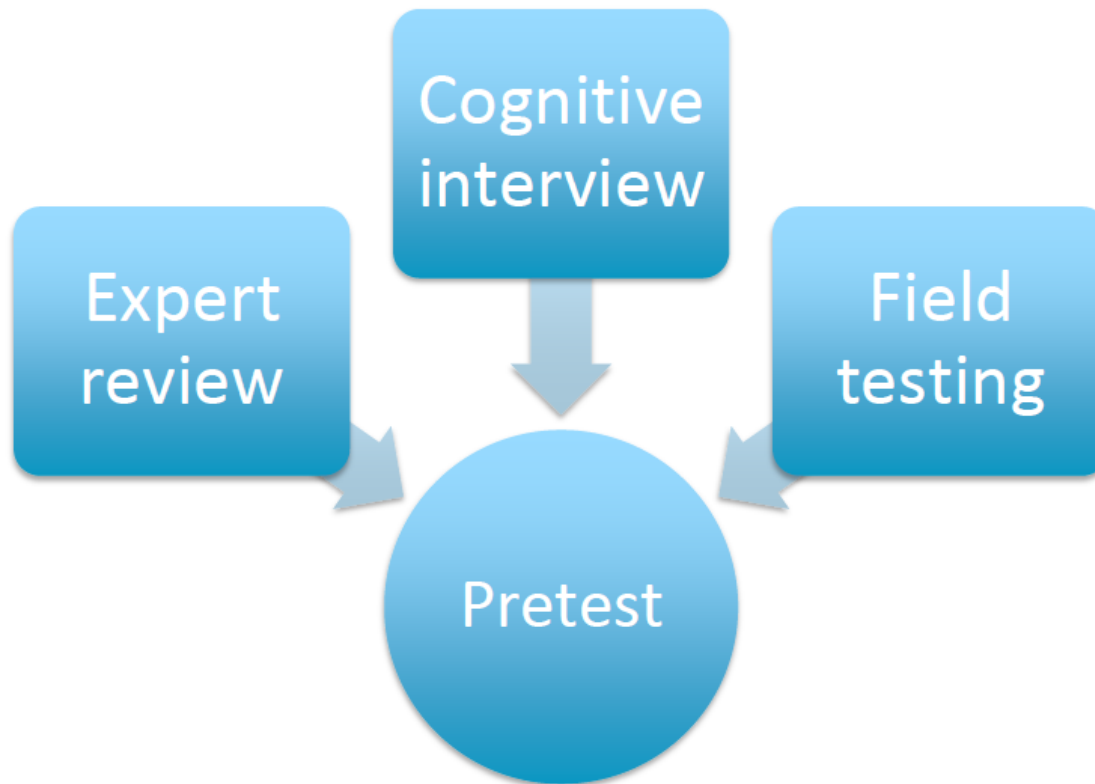 Cognitive
interview
Expert
review
Field
testing
Pretest